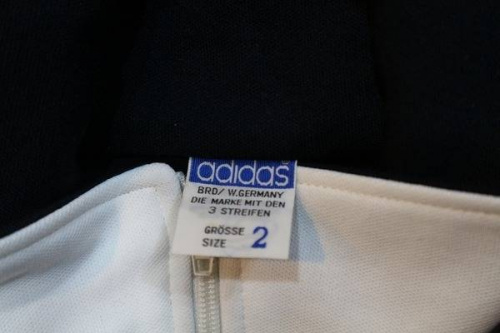 adidas
BRD/ W. GERMANY
DIE MARKE MIT DEN
3 STREIFEN
GRÖSSE
SIZE 2